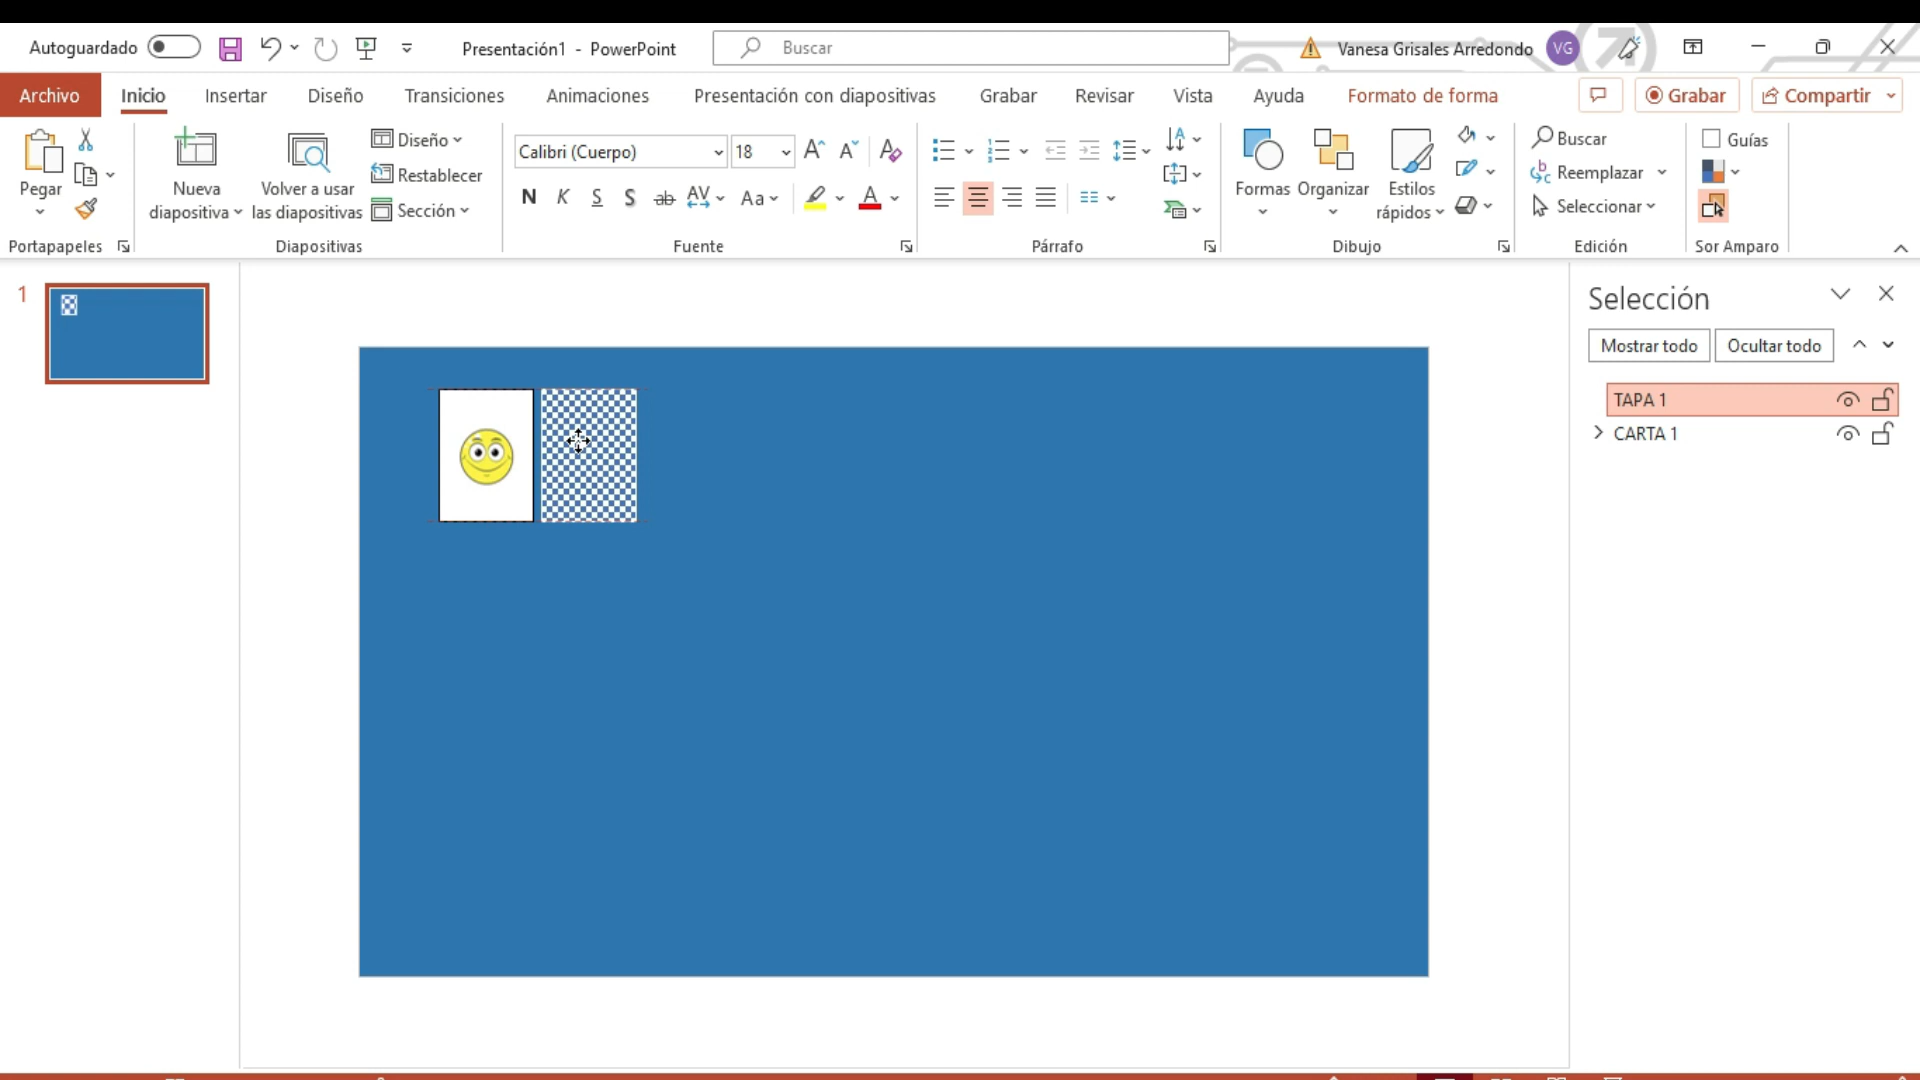 Autoguardado
Presentación1 - PowerPoint
Buscar
Vanesa Grisales Arredondo
VG
Archivo
Inicio
Insertar
Diseño
Transiciones
Animaciones
Presentación con diapositivas
Grabar
Revisar
Vista
Ayuda
Formato de forma
Grabar
Compartir
Pegar
Portapapeles
Nueva
diapositiva
Volver a usar
las diapositivas
Diseño
Restablecer
Sección
Diapositivas
Calibri (Cuerpo)
18
N K S S ab AV Aa A
Fuente
Párrafo
Formas
Organizar
Estilos
rápidos
Dibujo
Buscar
Reemplazar
Seleccionar
Edición
Guías
Sor Amparo
1
Selección
Mostrar todo
Ocultar todo
TAPA 1
CARTA 1